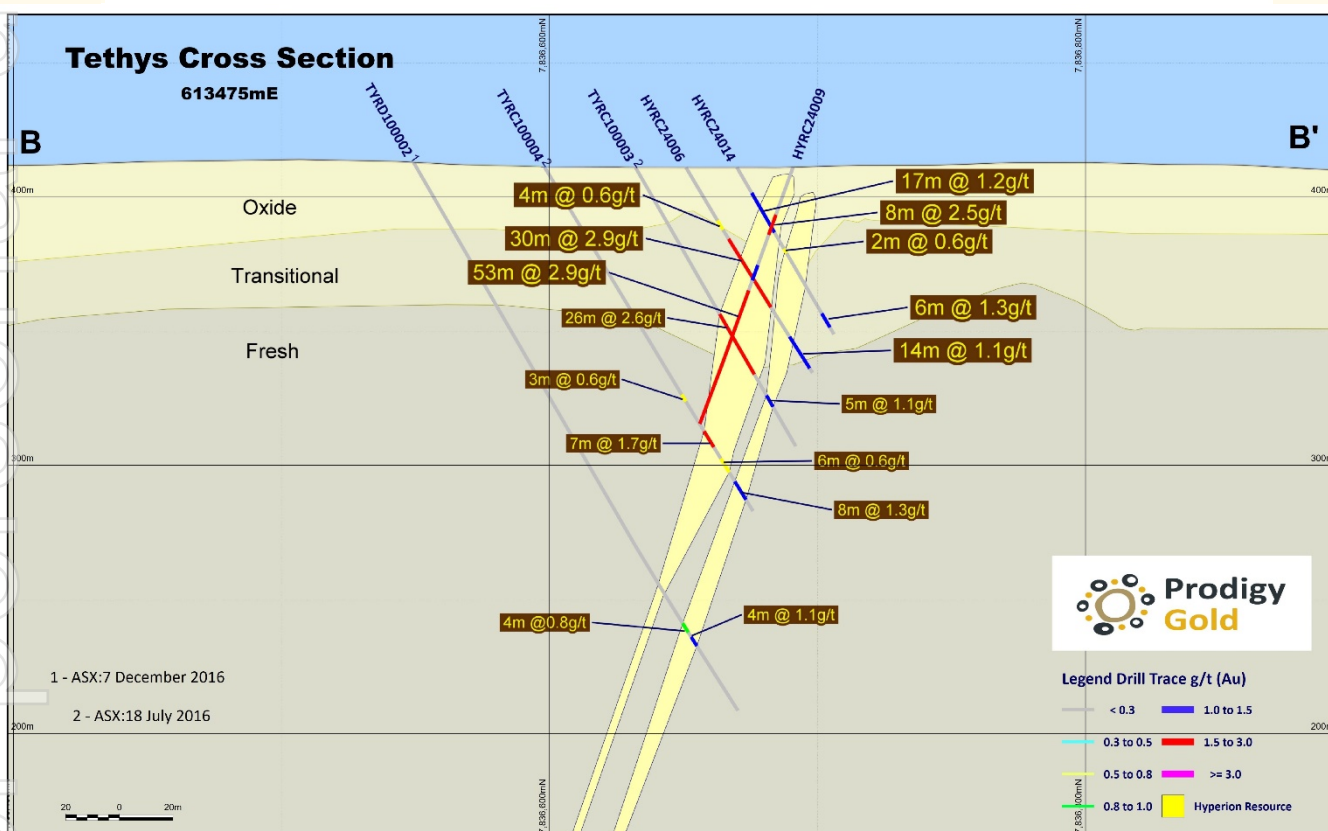 Tethys Cross Section
613475mE
7,836,600mN
7,836,800mN
B
B'
TYRD100002 1
TYRC100004 2
TYRC100003 2
HYRC24006
HYRC24014
HYRC24009
400m
400m
Oxide
Transitional
Fresh
4m @ 0.6g/t
17m @ 1.2g/t
8m @ 2.5g/t
30m @ 2.9g/t
2m @ 0.6g/t
53m @ 2.9g/t
26m @ 2.6g/t
6m @ 1.3g/t
14m @ 1.1g/t
3m @ 0.6g/t
5m @ 1.1g/t
7m @ 1.7g/t
6m @ 0.6g/t
300m
300m
8m @ 1.3g/t
4m @0.8g/t
4m @ 1.1g/t
Prodigy
Gold
1 - ASX:7 December 2016
2 - ASX:18 July 2016
200m
200m
Legend Drill Trace g/t (Au)
< 0.3
1.0 to 1.5
0.3 to 0.5
1.5 to 3.0
0.5 to 0.8
>= 3.0
0.8 to 1.0
Hyperion Resource
20 0 20m
7,836,600mN
7,836,800mN